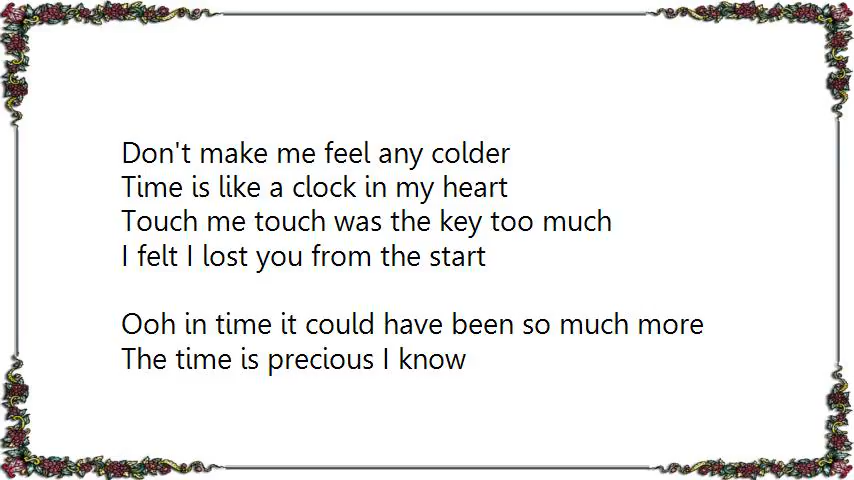 Don't make me feel any colder
Time is like a clock in my heart
Touch me touch was the key too much
I felt I lost you from the start
Ooh in time it could have been so much more
The time is precious I know